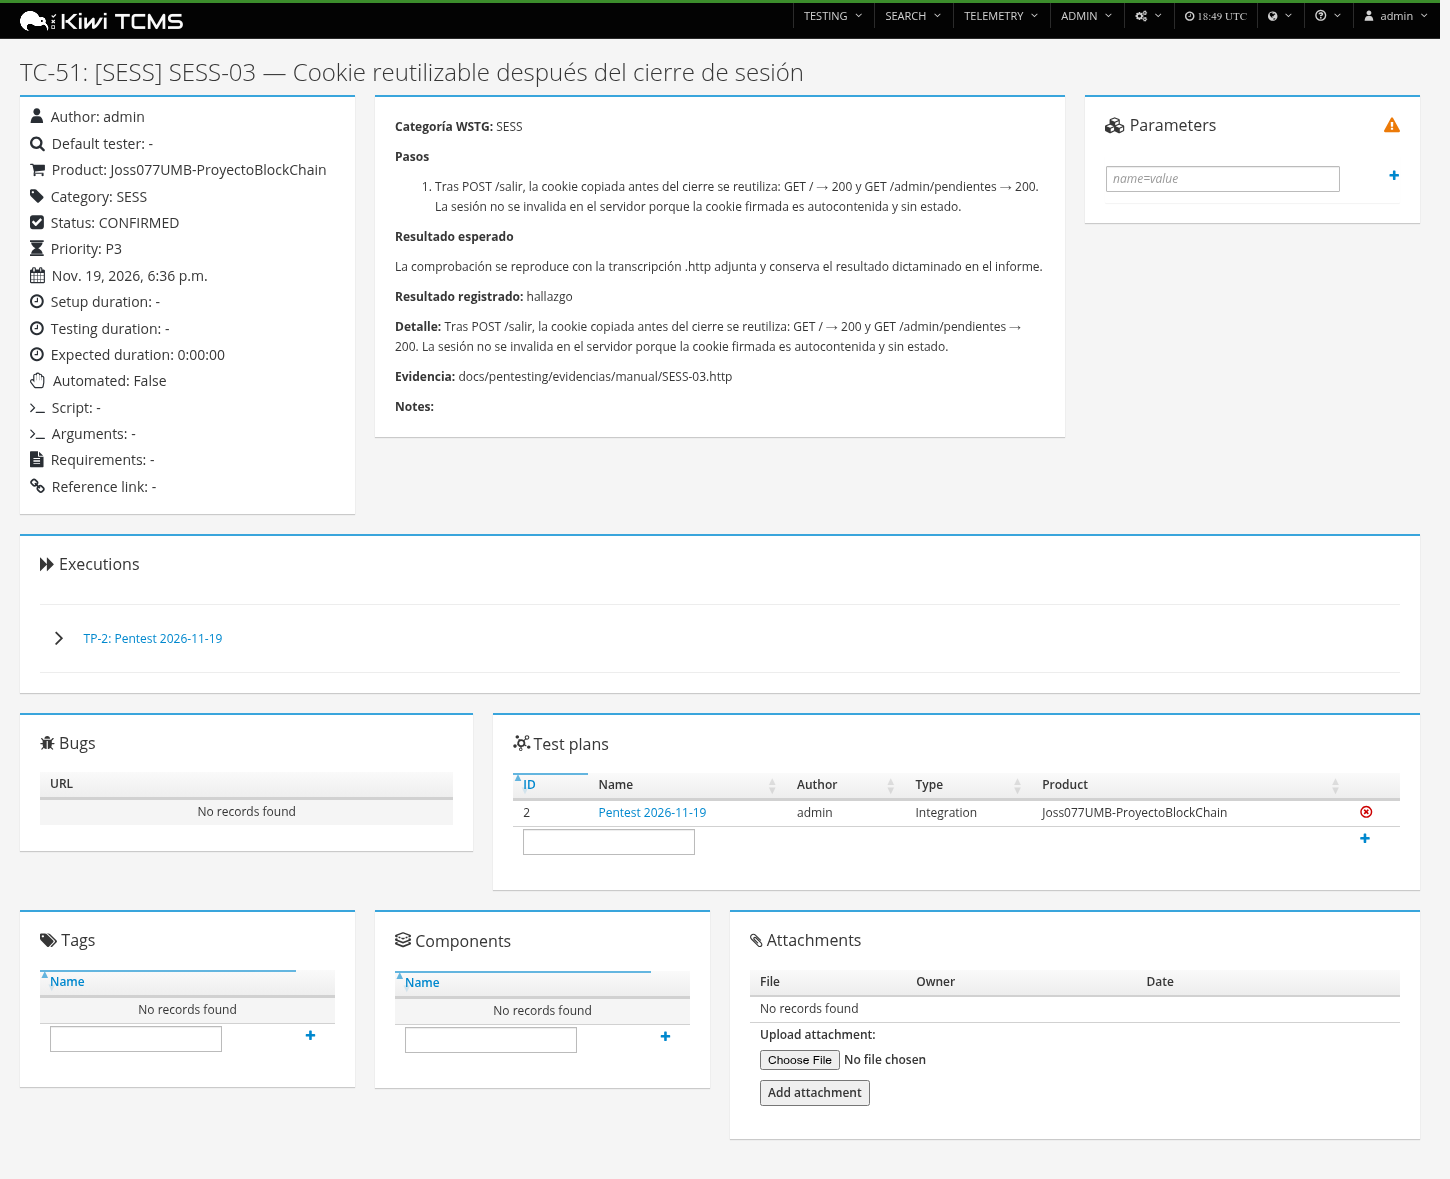 Kiwi TCMS
TESTING
SEARCH
TELEMETRY
ADMIN
18:49 UTC
admin
TC-51: [SESS] SESS-03 — Cookie reutilizable después del cierre de sesión
Author: admin
Default tester: -
Product: Joss077UMB-ProyectoBlockChain
Category: SESS
Status: CONFIRMED
Priority: P3
Nov. 19, 2026, 6:36 p.m.
Setup duration: -
Testing duration: -
Expected duration: 0:00:00
Automated: False
Script: -
Arguments: -
Requirements: -
Reference link: -
Categoría WSTG: SESS
Pasos
1. Tras POST /salir, la cookie copiada antes del cierre se reutiliza: GET / → 200 y GET /admin/pendientes → 200.
La sesión no se invalida en el servidor porque la cookie firmada es autocontenida y sin estado.
Resultado esperado
La comprobación se reproduce con la transcripción .http adjunta y conserva el resultado dictaminado en el informe.
Resultado registrado: hallazgo
Detalle: Tras POST /salir, la cookie copiada antes del cierre se reutiliza: GET / → 200 y GET /admin/pendientes →
200. La sesión no se invalida en el servidor porque la cookie firmada es autocontenida y sin estado.
Evidencia: docs/pentesting/evidencias/manual/SESS-03.http
Notes:
Parameters
name=value
Executions
TP-2: Pentest 2026-11-19
Bugs
URL
No records found
Test plans
ID Name Author Type Product
2 Pentest 2026-11-19 admin Integration Joss077UMB-ProyectoBlockChain
Tags
Name
No records found
Components
Name
No records found
Attachments
File Owner Date
No records found
Upload attachment:
Choose File No file chosen
Add attachment